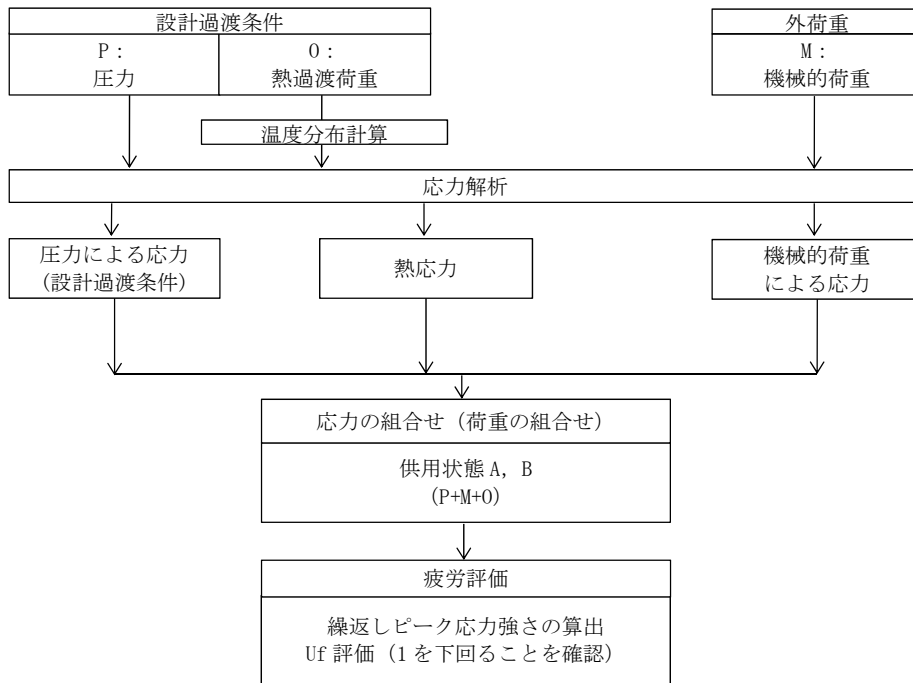 設計過渡条件
P：
圧力
O：
熱過渡荷重
外荷重
M：
機械的荷重
温度分布計算
応力解析
圧力による応力
(設計過渡条件)
熱応力
機械的荷重
による応力
応力の組合せ（荷重の組合せ）
供用状態 A, B
（P+M+O）
疲労評価
繰返しピーク応力強さの算出
Uf 評価（1 を下回ることを確認）